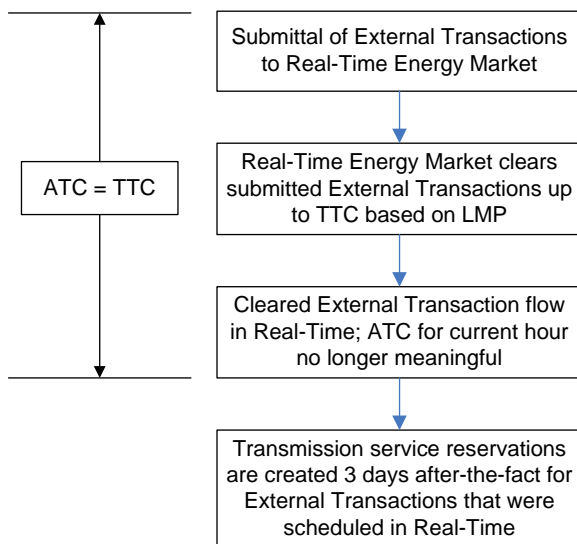 Submittal of External Transactions
to Real-Time Energy Market
ATC = TTC
Real-Time Energy Market clears
submitted External Transactions up
to TTC based on LMP
Cleared External Transaction flow
in Real-Time; ATC for current hour
no longer meaningful
Transmission service reservations
are created 3 days after-the-fact for
External Transactions that were
scheduled in Real-Time